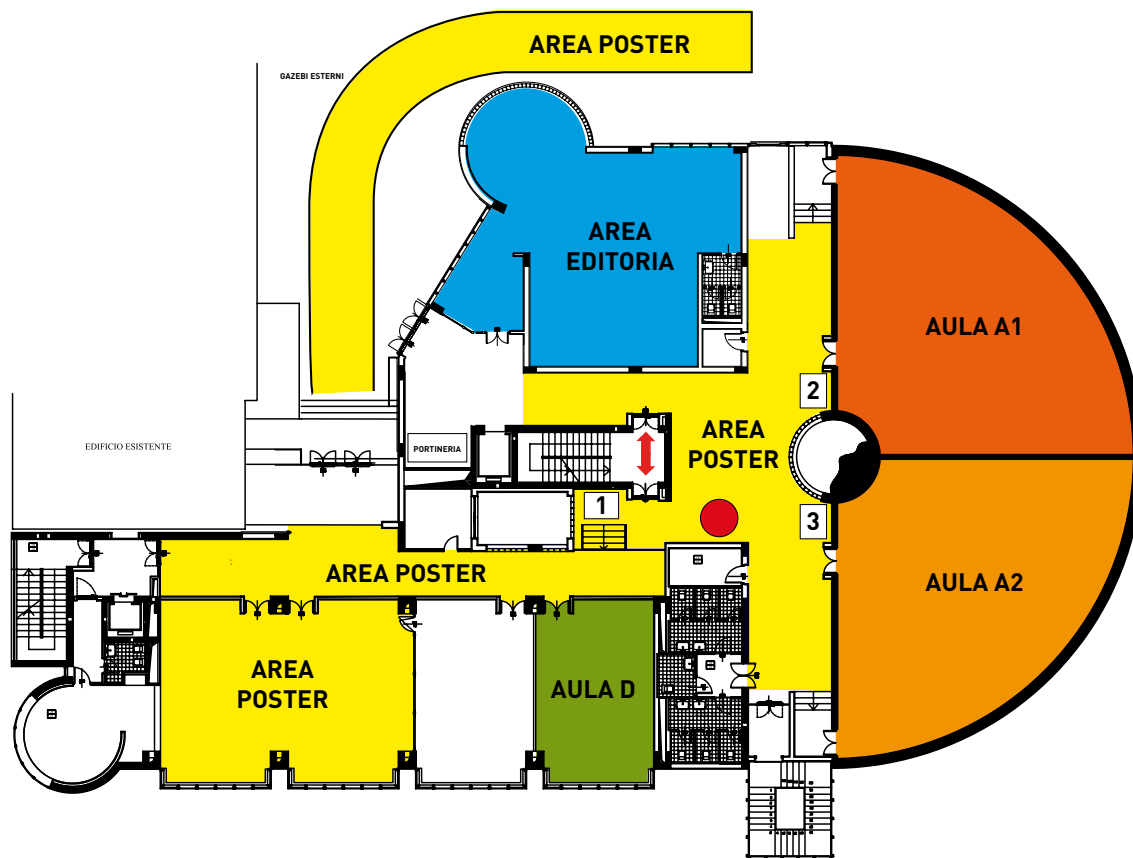 AREA POSTER
GAZEBI ESTERNI
AREA
EDITORIA
AULA A1
2
AREA
POSTER
EDIFICIO ESISTENTE
PORTINERIA
1
3
AREA POSTER
AULA A2
AREA
POSTER
AULA D